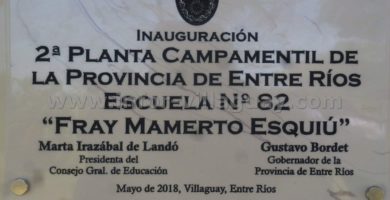 INAUGURACIÓN
2ª PLANTA CAMPAMENTIL DE
LA PROVINCIA DE ENTRE RÍOS
ESCUELA Nº 82
“FRAY MAMERTO ESQUIÚ”
Marta Irazábal de Landó Gustavo Bordet
Presidenta del Gobernador de la
Consejo Gral. de Educación Provincia de Entre Ríos
Mayo de 2018, Villaguay, Entre Ríos